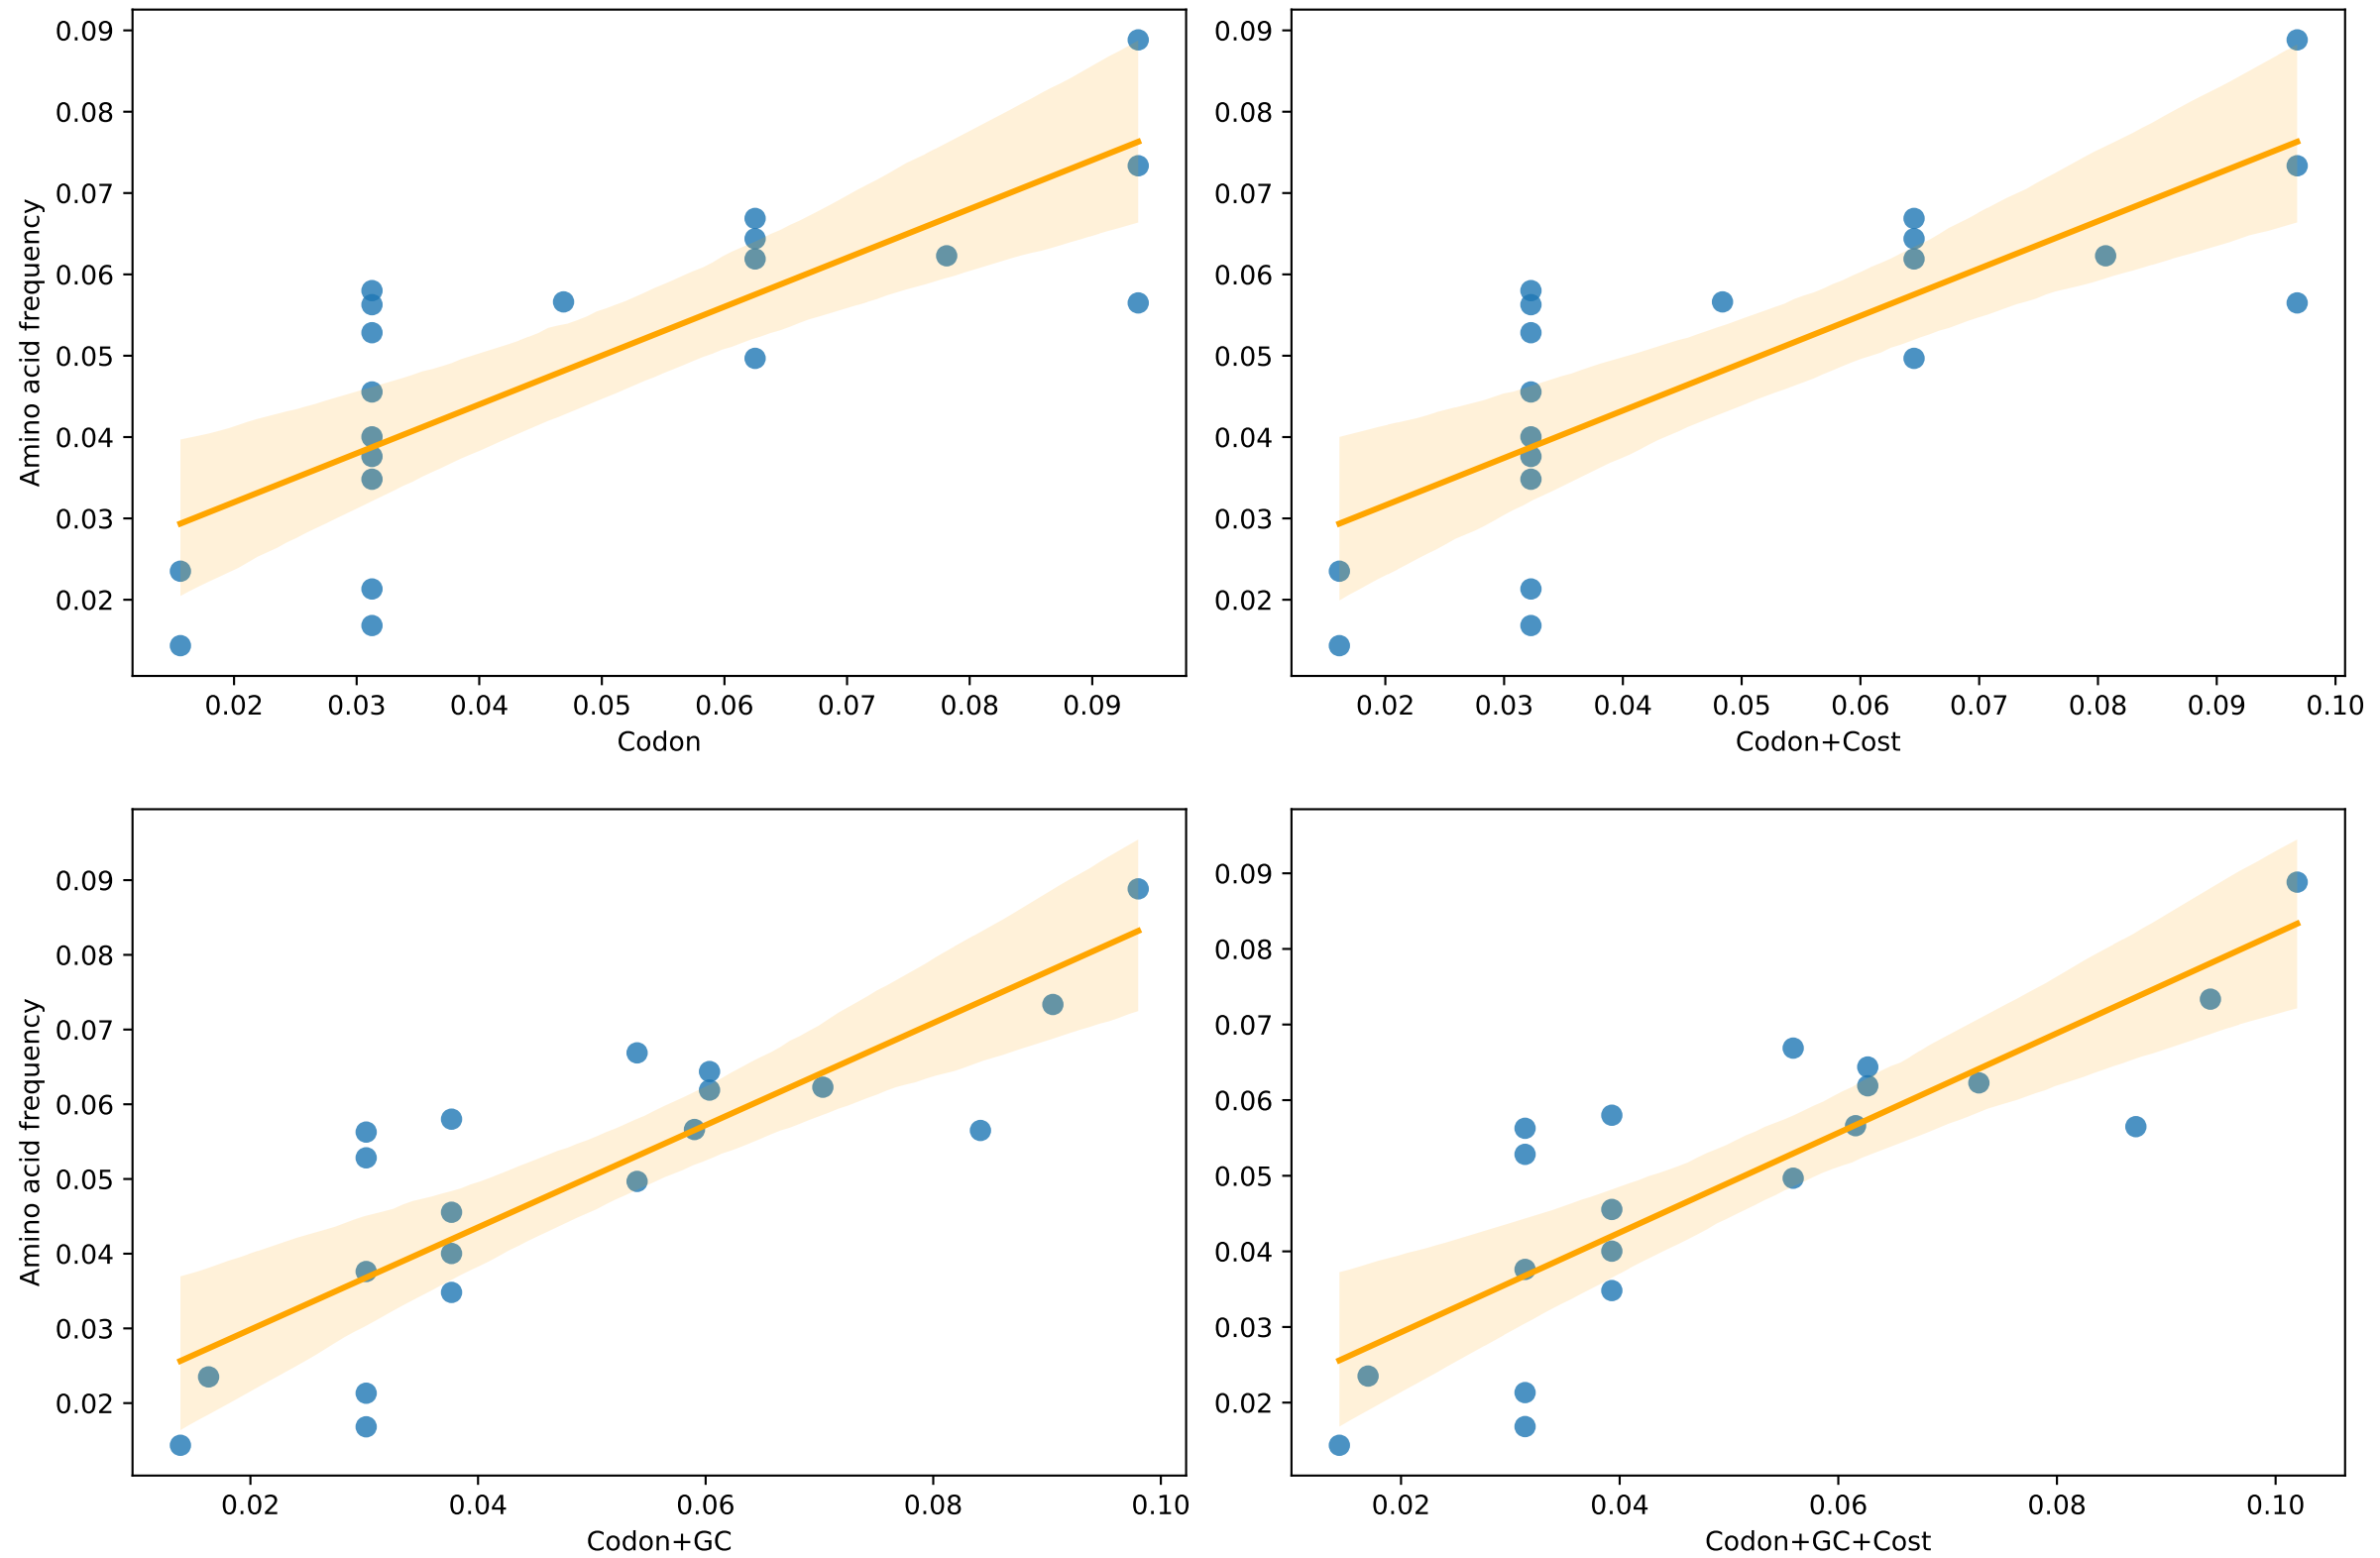 0.09 0.08 0.07 0.06 0.05 0.04 0.03 0.02
Amino acid frequency
0.02 0.03 0.04 0.05 0.06 0.07 0.08 0.09
Codon
0.09 0.08 0.07 0.06 0.05 0.04 0.03 0.02
0.02 0.03 0.04 0.05 0.06 0.07 0.08 0.09 0.10
Codon+Cost
0.09 0.08 0.07 0.06 0.05 0.04 0.03 0.02
Amino acid frequency
0.02 0.04 0.06 0.08 0.10
Codon+GC
0.09 0.08 0.07 0.06 0.05 0.04 0.03 0.02
0.02 0.04 0.06 0.08 0.10
Codon+GC+Cost